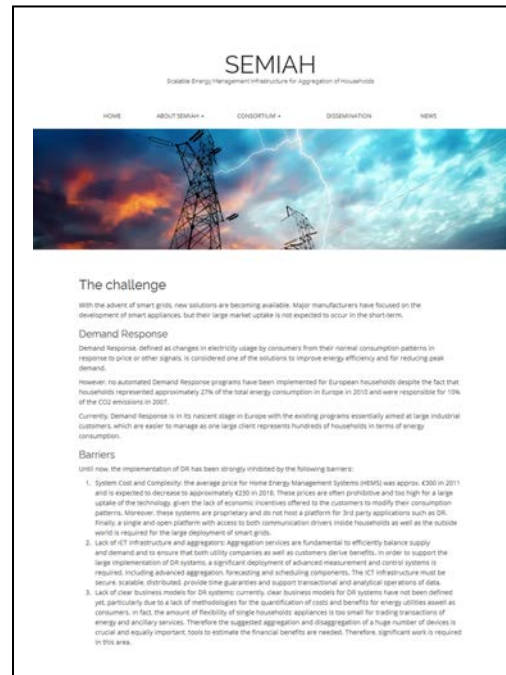 SEMIAH
Scalable Energy Management Infrastructure for Aggregation of Households
HOME ABOUT SEMIAH CONSORTIUM DISSEMINATION NEWS
The challenge
With the advent of smart grids, new solutions are becoming available. Major manufacturers have focused on the
development of smart appliances, but their large market uptake is not expected to occur in the short-term.
Demand Response
Demand Response, defined as changes in electricity usage by consumers from their normal consumption patterns in
response to price or other signals, is considered one of the solutions to improve energy efficiency and for reducing peak
demand.
However, no automated Demand Response programs have been implemented for European households despite the fact that
households represented approximately 27% of the total energy consumption in Europe in 2010 and were responsible for 10%
of the CO2 emissions in 2007.
Currently, Demand Response is in its nascent stage in Europe with the existing programs essentially aimed at large industrial
customers, which are easier to manage as one large client represents hundreds of households in terms of energy
consumption.
Barriers
Until now, the implementation of DR has been strongly inhibited by the following barriers:
1. System Cost and Complexity: the average price for Home Energy Management Systems (HEMS) was approx. €300 in 2011
and is expected to decrease to approximately €230 in 2018. These prices are often prohibitive and too high for a large
uptake of the technology, given the lack of economic incentives offered to the customers to modify their consumption
patterns. Moreover, these systems are proprietary and do not host a platform for 3rd party applications such as DR.
Finally, a single and open platform with access to both communication drivers inside households as well as the outside
world is required for the large deployment of smart grids.
2. Lack of ICT infrastructure and aggregators: Aggregation services are fundamental to efficiently balance supply
and demand and to ensure that both utility companies as well as customers derive benefits. In order to support the
large implementation of DR systems, a significant deployment of advanced measurement and control systems is
required, including advanced aggregation, forecasting and scheduling components. The ICT infrastructure must be
secure, scalable, distributed, provide time guaranties and support transactional and analytical operations of data.
3. Lack of clear business models for DR systems: currently, clear business models for DR systems have not been defined
yet, particularly due to a lack of methodologies for the quantification of costs and benefits for energy utilities aswell as
consumers. In fact, the amount of flexibility of single households' appliances is too small for trading transactions of
energy and ancillary services. Therefore the suggested aggregation and disaggregation of a huge number of devices is
crucial and equally important, tools to estimate the financial benefits are needed. Therefore, significant work is required
in this area.